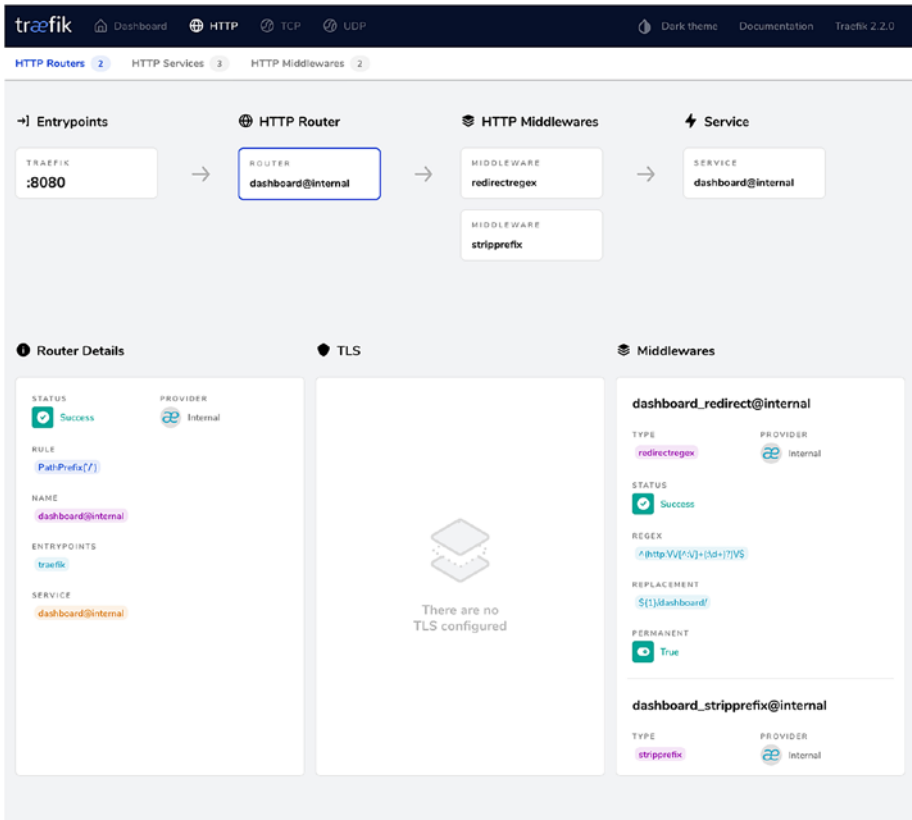 træfik Dashboard HTTP TCP UDP Dark theme Documentation Traefik 2.2.0
HTTP Routers 2 HTTP Services 3 HTTP Middlewares 2
Entrypoints HTTP Router HTTP Middlewares Service
TRAEFIK ROUTER MIDDLEWARE SERVICE
:8080 dashboard@internal redirectregex dashboard@internal
MIDDLEWARE
stripprefix
Router Details
STATUS PROVIDER
Success Internal
RULE
PathPrefix(`/`)
NAME
dashboard@internal
ENTRYPOINTS
traefik
SERVICE
dashboard@internal
TLS
There are no
TLS configured
Middlewares
dashboard_redirect@internal
TYPE PROVIDER
redirectregex Internal
STATUS
Success
REGEX
^(http:\/\/[^:\/]+(:\d+)?)\/$
REPLACEMENT
${1}/dashboard/
PERMANENT
True
dashboard_stripprefix@internal
TYPE PROVIDER
stripprefix Internal